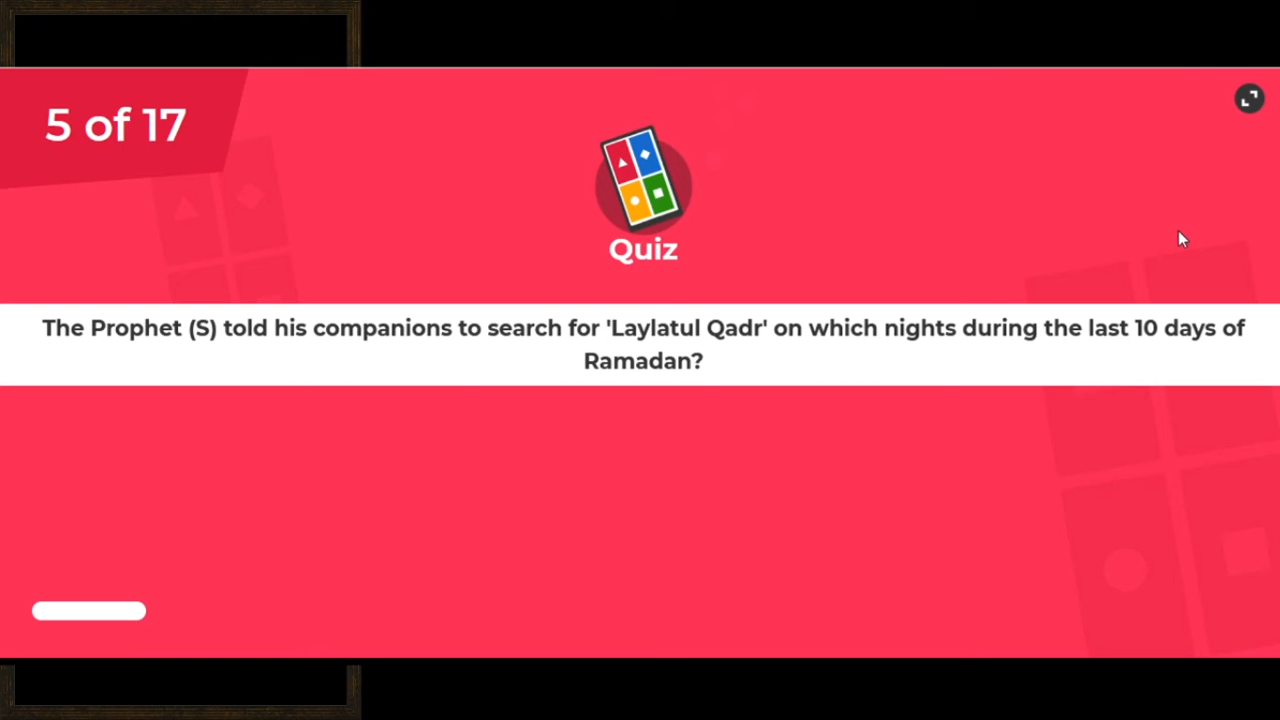 5 of 17
Quiz
The Prophet (S) told his companions to search for 'Laylatul Qadr' on which nights during the last 10 days of
Ramadan?